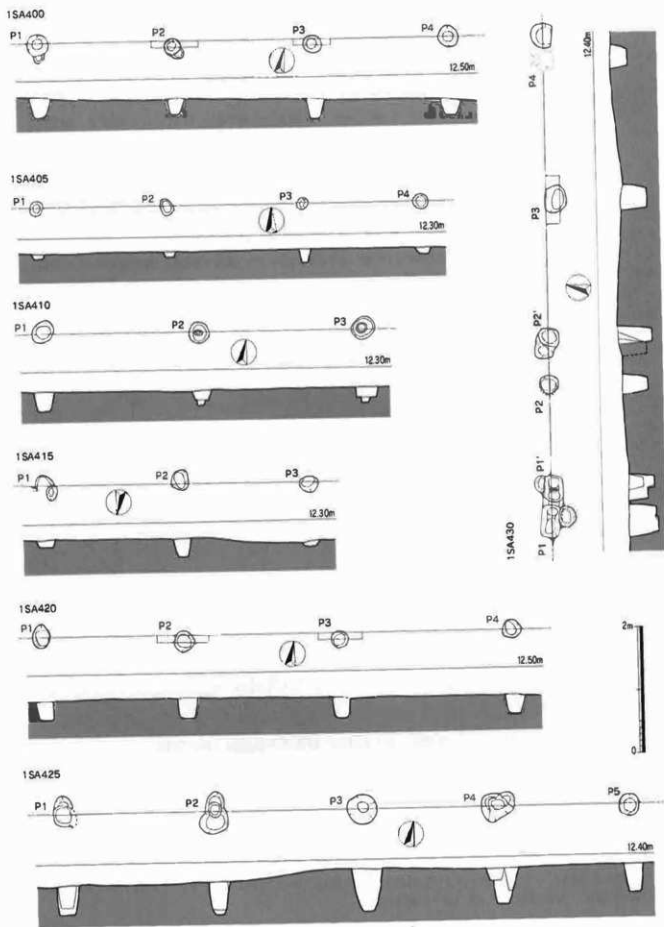 1SA400
P1 P2 P3 P4
12.50m
1SA405
P1 P2 P3 P4
12.30m
1SA410
P1 P2 P3
12.30m
1SA415
P1 P2 P3
12.30m
1SA420
P1 P2 P3 P4
12.50m
1SA425
P1 P2 P3 P4 P5
12.40m
1SA430
P1 P1' P2 P2' P3 P4
12.40m
2m
0